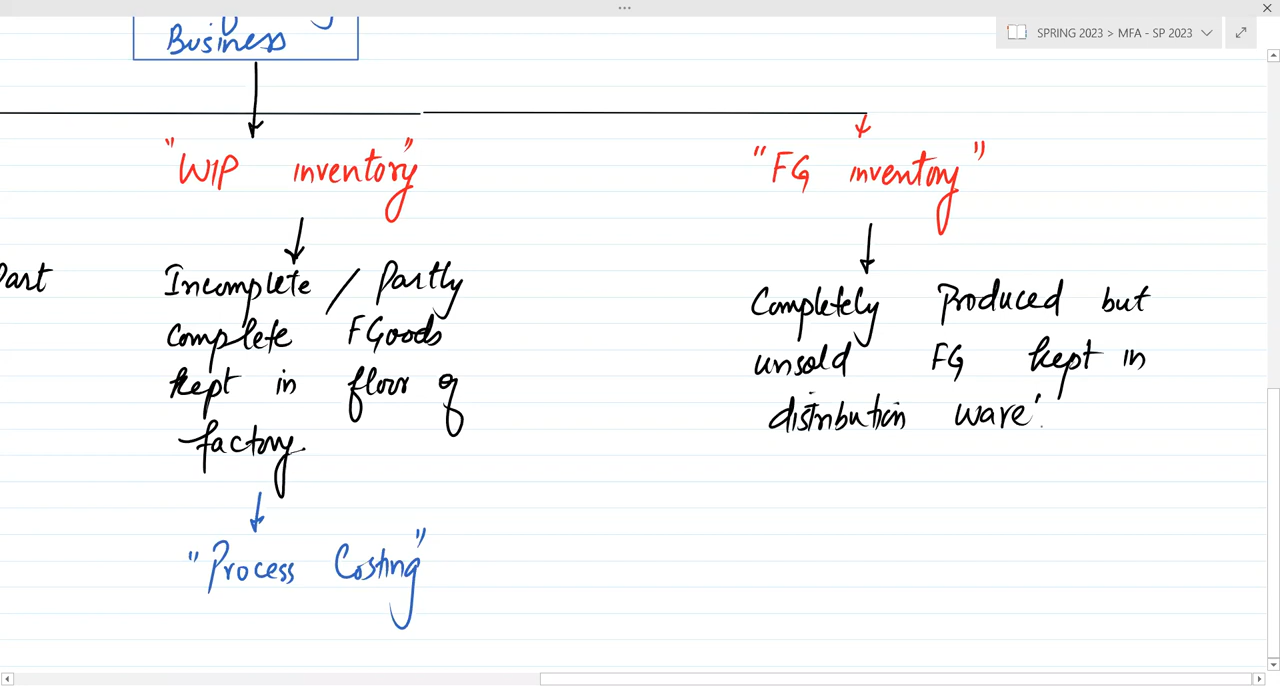 Business
SPRING 2023 > MFA - SP 2023
"WIP inventory"
"FG inventory"
Part
Incomplete / Partly
complete FGoods
kept in floor of
factory
Completely Produced but
unsold FG kept in
distribution ware'.
"Process Costing"